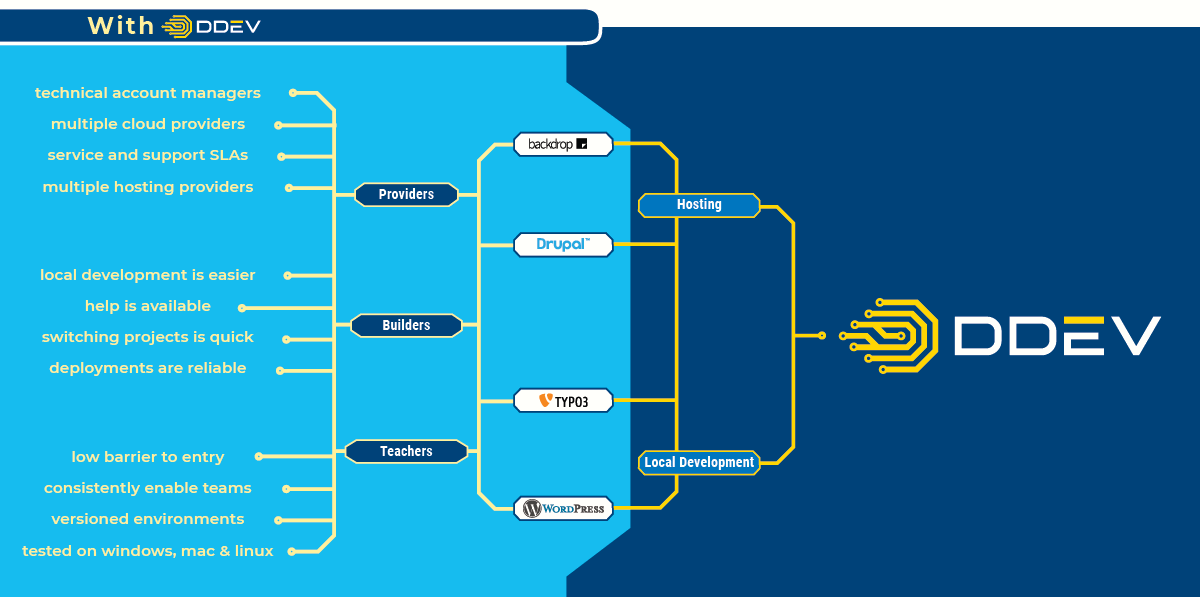 With DDEV
technical account managers
multiple cloud providers
service and support SLAs
multiple hosting providers
Providers
local development is easier
help is available
switching projects is quick
deployments are reliable
Builders
low barrier to entry
consistently enable teams
versioned environments
tested on windows, mac & linux
Teachers
backdrop
Drupal™
TYPO3
WORDPRESS
Hosting
Local Development
DDEV